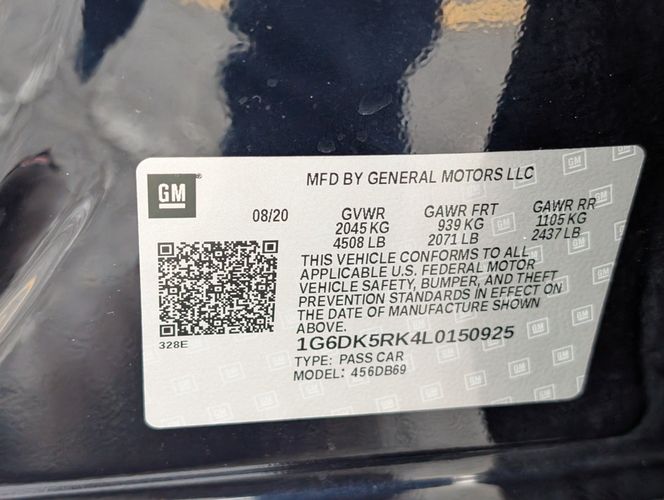 GM
MFD BY GENERAL MOTORS LLC
08/20 GVWR GAWR FRT GAWR RR
2045 KG 939 KG 1105 KG
4508 LB 2071 LB 2437 LB
THIS VEHICLE CONFORMS TO ALL
APPLICABLE U.S. FEDERAL MOTOR
VEHICLE SAFETY, BUMPER, AND THEFT
PREVENTION STANDARDS IN EFFECT ON
THE DATE OF MANUFACTURE SHOWN
ABOVE.
328E
1G6DK5RK4L0150925
TYPE: PASS CAR
MODEL: 456DB69